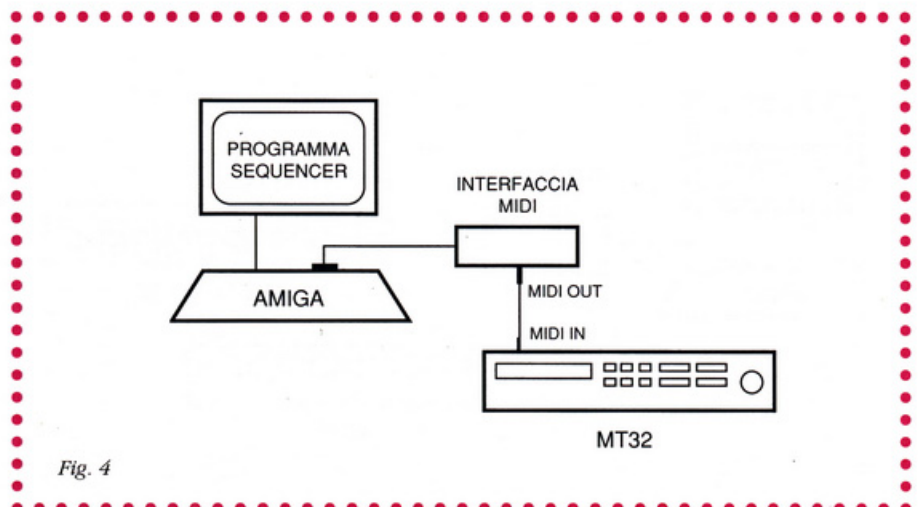 PROGRAMMA
SEQUENCER
INTERFACCIA
MIDI
AMIGA
MIDI OUT
MIDI IN
MT32
Fig. 4